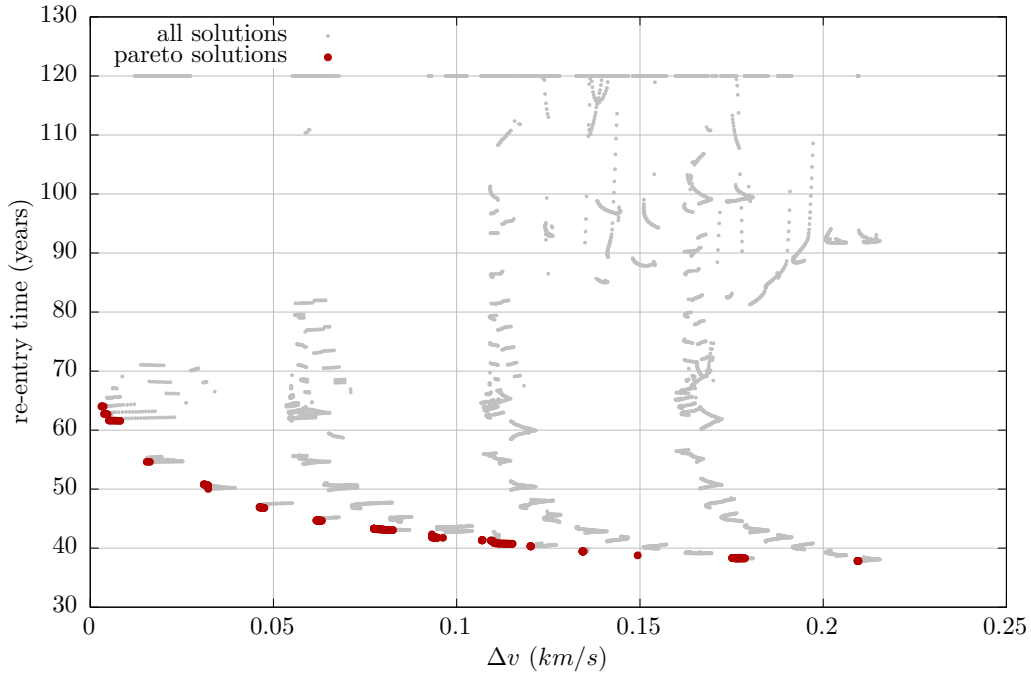 130
120
110
100
90
80
70
60
50
40
30
re-entry time (years)
all solutions
pareto solutions
0 0.05 0.1 0.15 0.2 0.25
Δv (km/s)